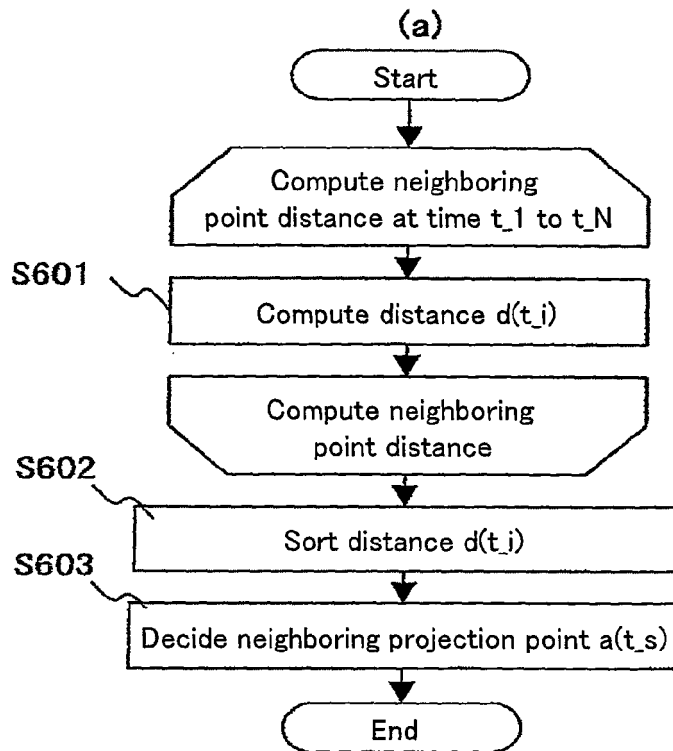 (a)
Start
Compute neighboring
point distance at time t_1 to t_N
S601
Compute distance d(t_i)
Compute neighboring
point distance
S602
Sort distance d(t_i)
S603
Decide neighboring projection point a(t_s)
End